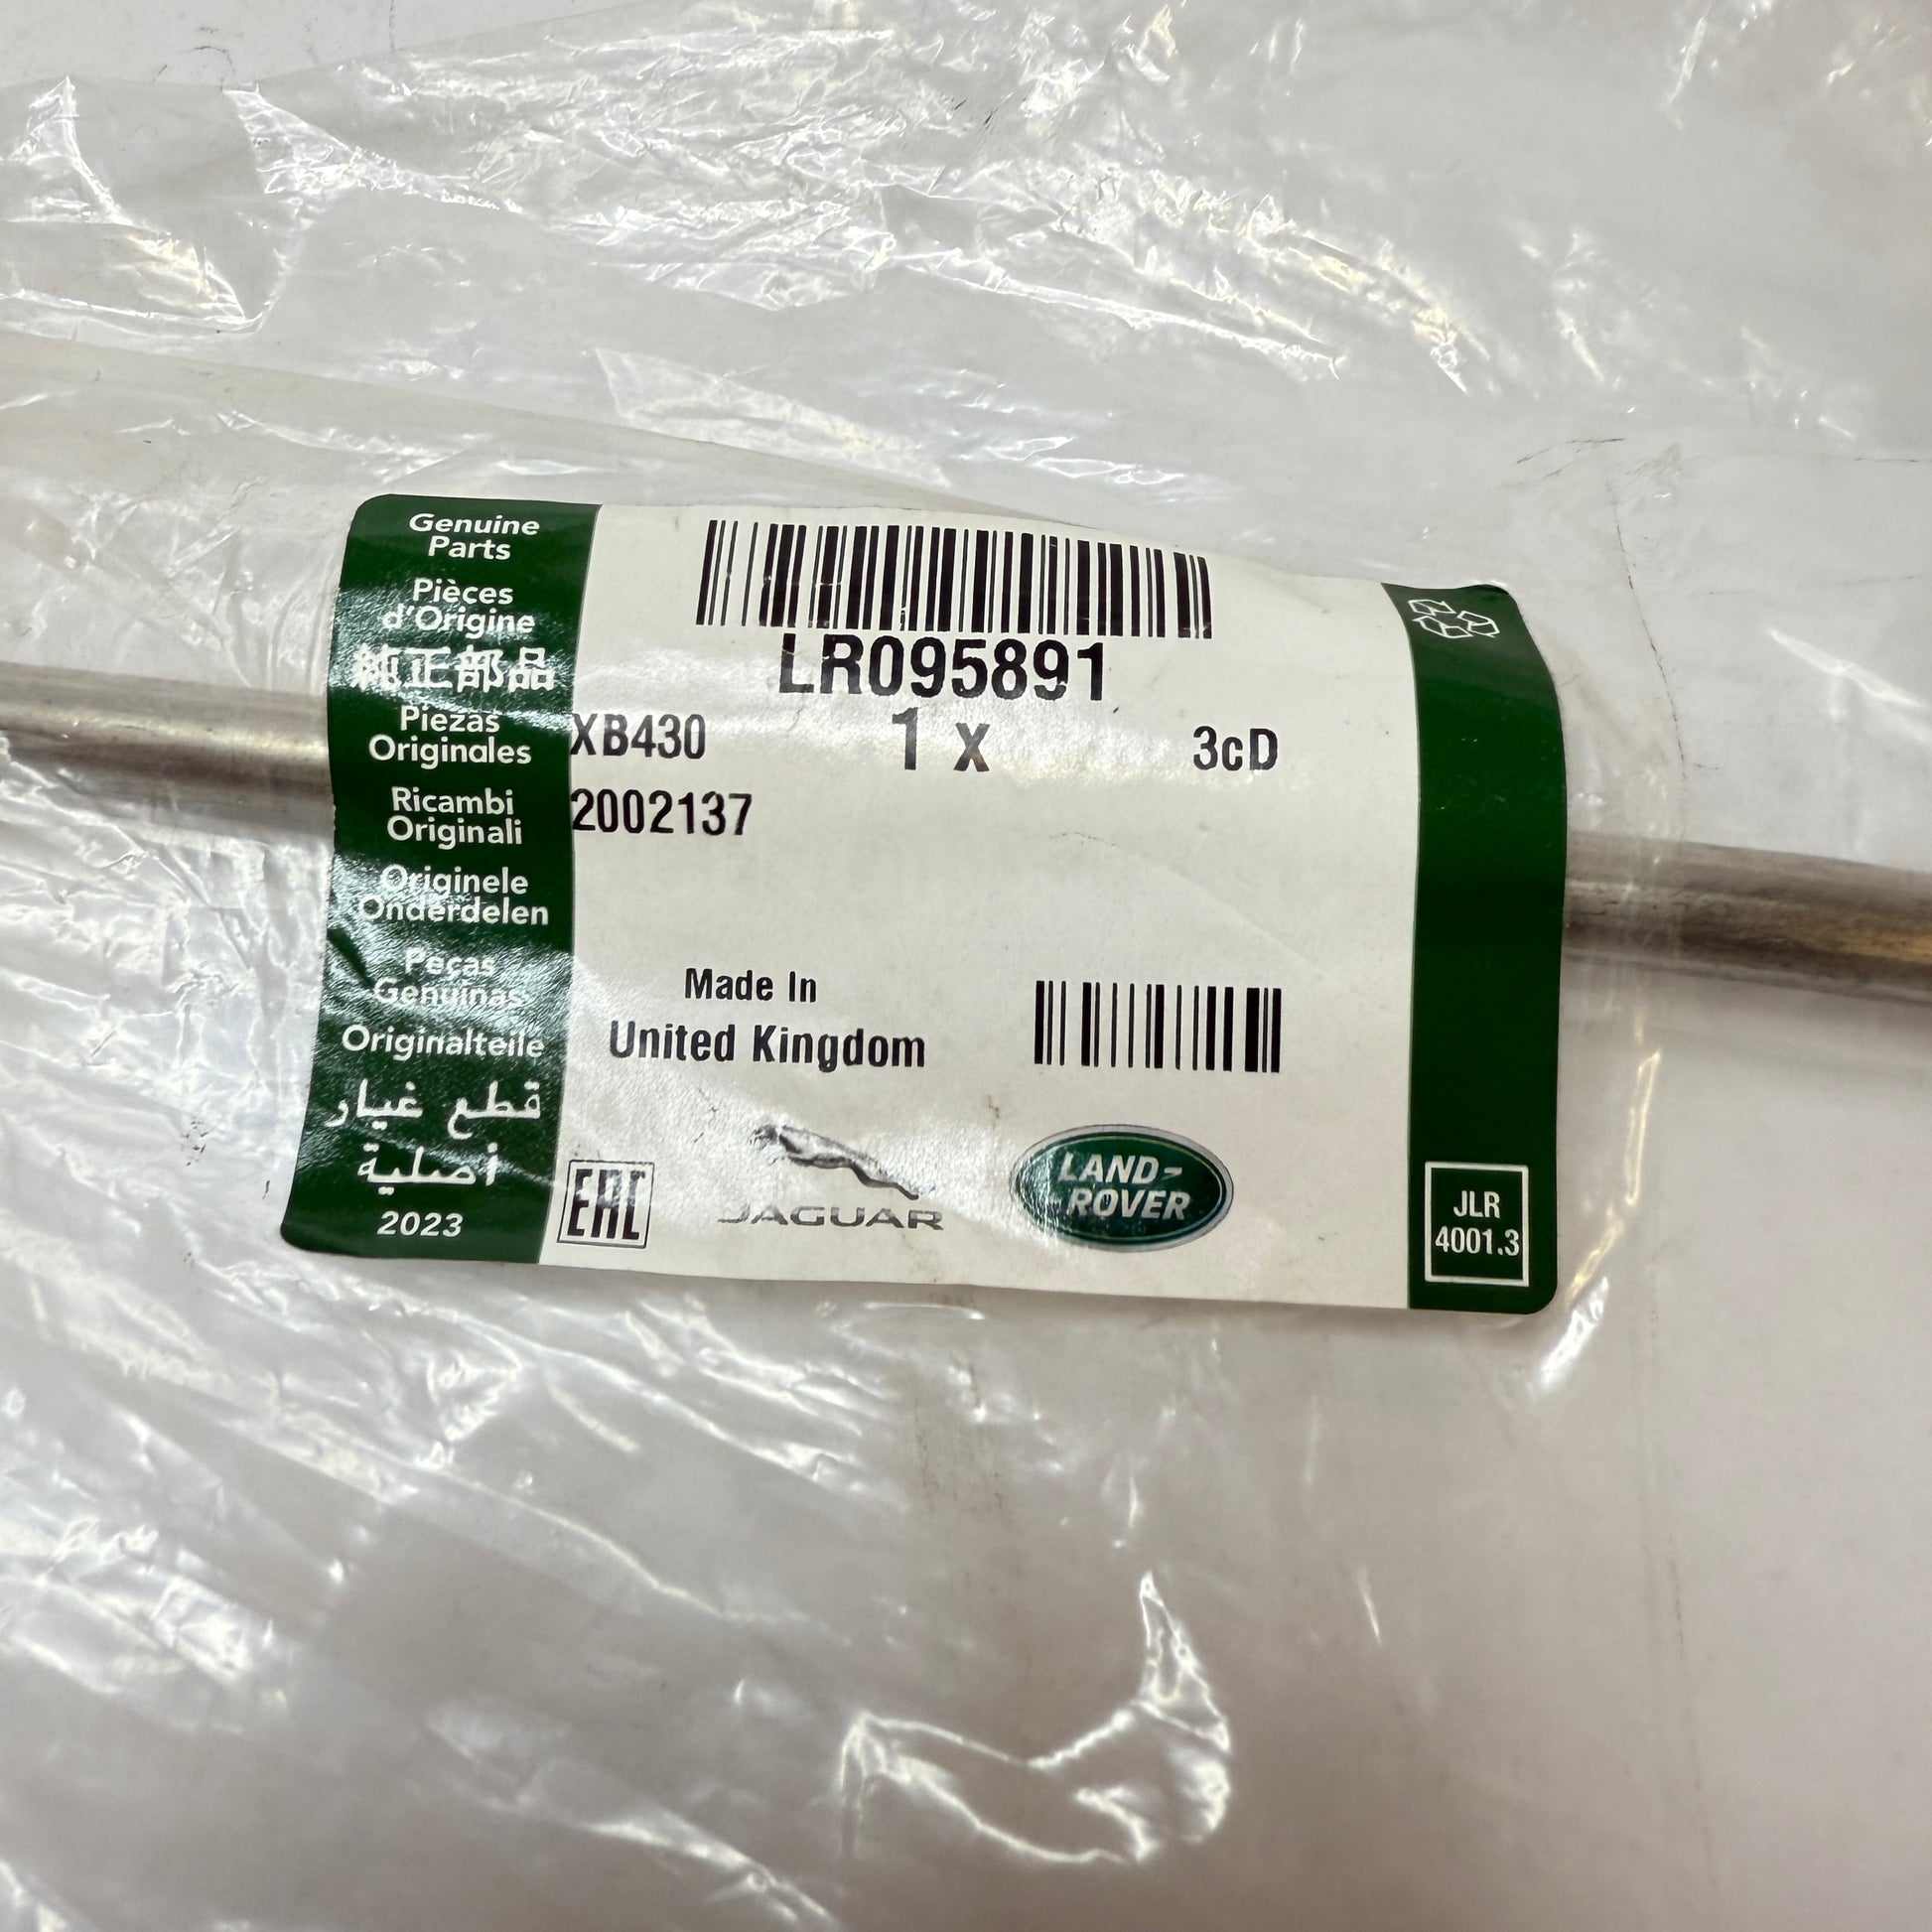 Genuine
Parts
Pièces
d'Origine
純正部品
Piezas
Originales
Ricambi
Originali
Originele
Onderdelen
Peças
Genuinas
Originalteile
قطع غيار
أصلية
2023
LR095891
XB430 1 x 3cD
2002137
Made In
United Kingdom
EAC
JAGUAR
LAND-
-ROVER
JLR
4001.3